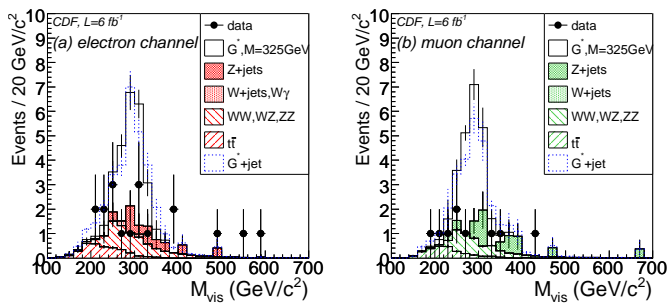 CDF, L=6 fb⁻¹
(a) electron channel
data
G*,M=325GeV
Z+jets
W+jets,Wγ
WW,WZ,ZZ
tt̄
G*+jet
Events / 20 GeV/c²
10
9
8
7
6
5
4
3
2
1
0
100 200 300 400 500 600 700
M_vis (GeV/c²)
CDF, L=6 fb⁻¹
(b) muon channel
data
G*,M=325GeV
Z+jets
W+jets
WW,WZ,ZZ
tt̄
G*+jet
Events / 20 GeV/c²
10
9
8
7
6
5
4
3
2
1
0
100 200 300 400 500 600 700
M_vis (GeV/c²)